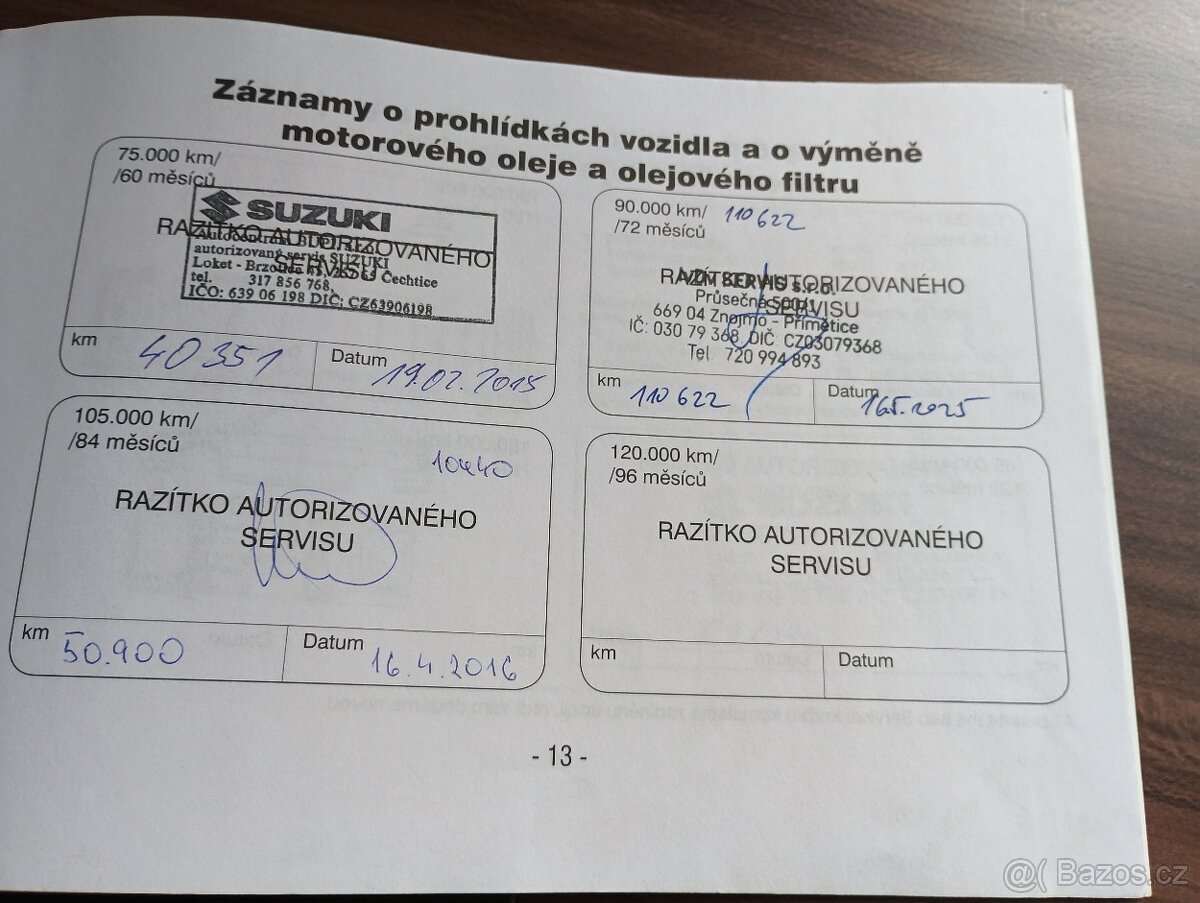 Záznamy o prohlídkách vozidla a o výměně
motorového oleje a olejového filtru
75.000 km/
/60 měsíců
SUZUKI
RAZÍTKO AUTORIZOVANÉHO
SERVISU
autorizovaný servis SUZUKI
Loket - Brzotice 257 65 Čechtice
tel. 317 856 768,
IČO: 639 06 198 DIČ: CZ63906198
km 40351
Datum 19.02.2015
90.000 km/ 110622
/72 měsíců
RAZÍTKO AUTORIZOVANÉHO
SERVISU
SERVIS s.r.o.
Průsečná
669 04 Znojmo - Přímětice
IČ: 030 79 368 DIČ CZ03079368
Tel 720 994 893
km 110622
Datum 16.5.2025
105.000 km/
/84 měsíců
10W40
RAZÍTKO AUTORIZOVANÉHO
SERVISU
km 50.900
Datum 16.4.2016
120.000 km/
/96 měsíců
RAZÍTKO AUTORIZOVANÉHO
SERVISU
km
Datum
- 13 -
@( Bazos.cz